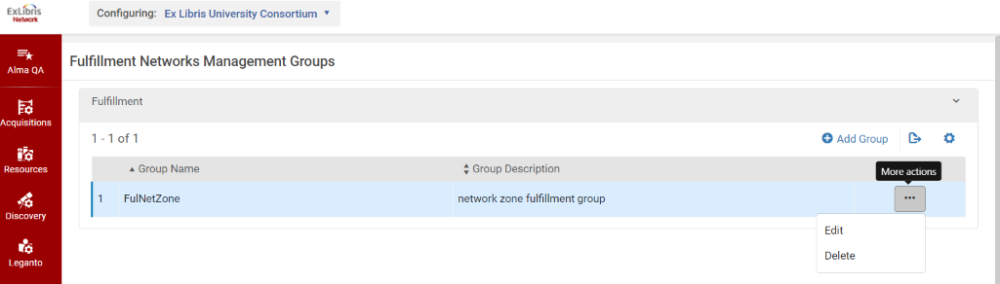 ExLibris
Network
Configuring: Ex Libris University Consortium
Alma QA
Acquisitions
Resources
Discovery
Leganto
Fulfillment Networks Management Groups
Fulfillment
1 - 1 of 1
Add Group
Group Name
Group Description
More actions
1 FulNetZone network zone fulfillment group
Edit
Delete